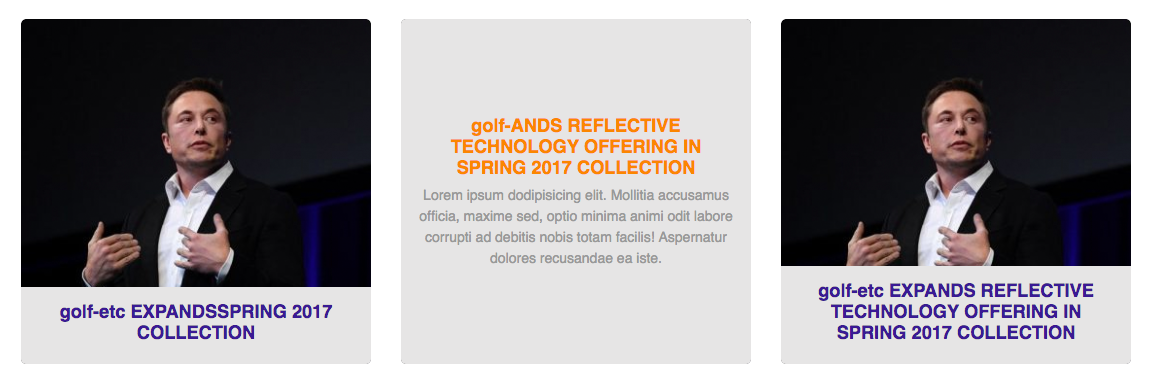 golf-etc EXPANDSSPRING 2017
COLLECTION
golf-ANDS REFLECTIVE
TECHNOLOGY OFFERING IN
SPRING 2017 COLLECTION
Lorem ipsum dodipisicing elit. Mollitia accusamus
officia, maxime sed, optio minima animi odit labore
corrupti ad debitis nobis totam facilis! Aspernatur
dolores recusandae ea iste.
golf-etc EXPANDS REFLECTIVE
TECHNOLOGY OFFERING IN
SPRING 2017 COLLECTION